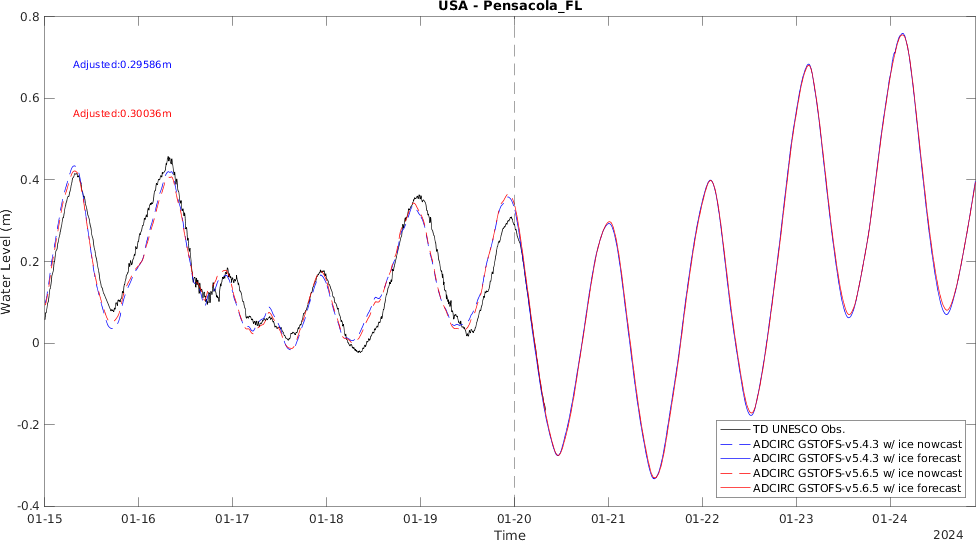 USA - Pensacola_FL
0.8
0.6
0.4
0.2
0
-0.2
-0.4
Water Level (m)
Adjusted:0.29586m
Adjusted:0.30036m
TD UNESCO Obs.
ADCIRC GSTOFS-v5.4.3 w/ ice nowcast
ADCIRC GSTOFS-v5.4.3 w/ ice forecast
ADCIRC GSTOFS-v5.6.5 w/ ice nowcast
ADCIRC GSTOFS-v5.6.5 w/ ice forecast
01-15 01-16 01-17 01-18 01-19 01-20 01-21 01-22 01-23 01-24
Time
2024